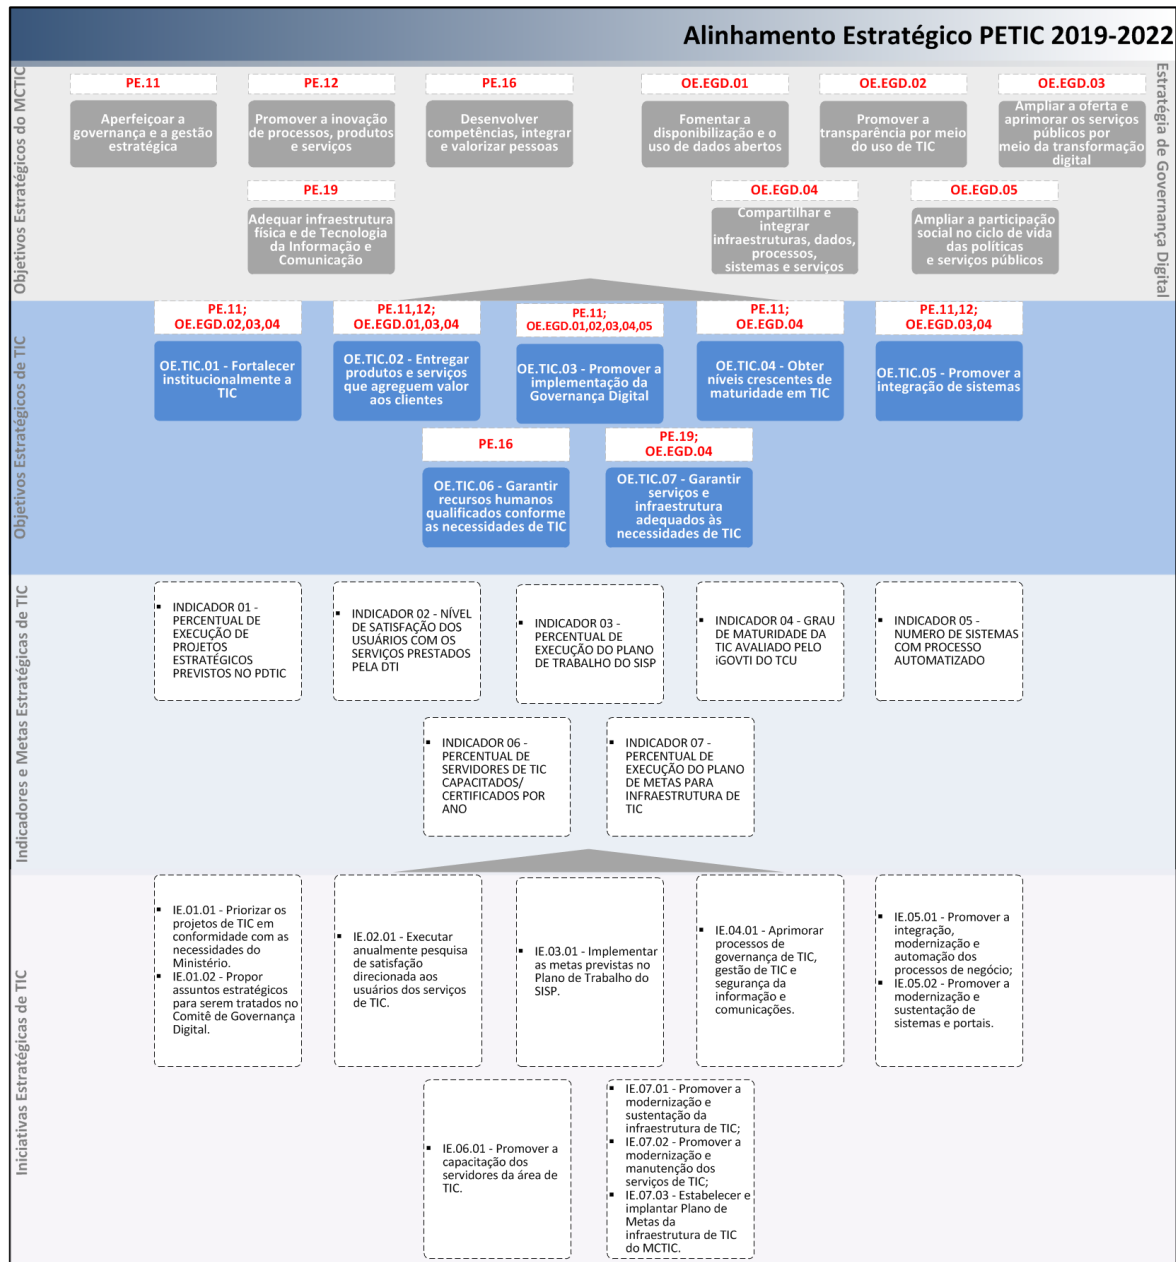 Alinhamento Estratégico PETIC 2019-2022
Objetivos Estratégicos do MCTIC
Estratégia de Governança Digital
PE.11
Aperfeiçoar a
governança e a gestão
estratégica
PE.12
Promover a inovação
de processos, produtos
e serviços
PE.16
Desenvolver
competências, integrar
e valorizar pessoas
OE.EGD.01
Fomentar a
disponibilização e o
uso de dados abertos
OE.EGD.02
Promover a
transparência por meio
do uso de TIC
OE.EGD.03
Ampliar a oferta e
aprimorar os serviços
públicos por
meio da transformação
digital
PE.19
Adequar infraestrutura
física e de Tecnologia
da Informação e
Comunicação
OE.EGD.04
Compartilhar e
integrar
infraestruturas, dados,
processos,
sistemas e serviços
OE.EGD.05
Ampliar a participação
social no ciclo de vida
das políticas
e serviços públicos
Objetivos Estratégicos de TIC
PE.11;
OE.EGD.02,03,04
OE.TIC.01 - Fortalecer
institucionalmente a
TIC
PE.11,12;
OE.EGD.01,03,04
OE.TIC.02 - Entregar
produtos e serviços
que agreguem valor
aos clientes
PE.11;
OE.EGD.01,02,03,04,05
OE.TIC.03 - Promover a
implementação da
Governança Digital
PE.11;
OE.EGD.04
OE.TIC.04 - Obter
níveis crescentes de
maturidade em TIC
PE.11,12;
OE.EGD.03,04
OE.TIC.05 - Promover a
integração de sistemas
PE.16
OE.TIC.06 - Garantir
recursos humanos
qualificados conforme
as necessidades de TIC
PE.19;
OE.EGD.04
OE.TIC.07 - Garantir
serviços e
infraestrutura
adequados às
necessidades de TIC
Indicadores e Metas Estratégicas de TIC
▪ INDICADOR 01 -
PERCENTUAL DE
EXECUÇÃO DE
PROJETOS
ESTRATÉGICOS
PREVISTOS NO PDTIC
▪ INDICADOR 02 - NÍVEL
DE SATISFAÇÃO DOS
USUÁRIOS COM OS
SERVIÇOS PRESTADOS
PELA DTI
▪ INDICADOR 03 -
PERCENTUAL DE
EXECUÇÃO DO PLANO
DE TRABALHO DO SISP
▪ INDICADOR 04 - GRAU
DE MATURIDADE DA
TIC AVALIADO PELO
iGOVTI DO TCU
▪ INDICADOR 05 -
NUMERO DE SISTEMAS
COM PROCESSO
AUTOMATIZADO
▪ INDICADOR 06 -
PERCENTUAL DE
SERVIDORES DE TIC
CAPACITADOS/
CERTIFICADOS POR
ANO
▪ INDICADOR 07 -
PERCENTUAL DE
EXECUÇÃO DO PLANO
DE METAS PARA
INFRAESTRUTURA DE
TIC
Iniciativas Estratégicas de TIC
▪ IE.01.01 - Priorizar os
projetos de TIC em
conformidade com as
necessidades do
Ministério.
▪ IE.01.02 - Propor
assuntos estratégicos
para serem tratados no
Comitê de Governança
Digital.
▪ IE.02.01 - Executar
anualmente pesquisa
de satisfação
direcionada aos
usuários dos serviços
de TIC.
▪ IE.03.01 - Implementar
as metas previstas no
Plano de Trabalho do
SISP.
▪ IE.04.01 - Aprimorar
processos de
governança de TIC,
gestão de TIC e
segurança da
informação e
comunicações.
▪ IE.05.01 - Promover a
integração,
modernização e
automação dos
processos de negócio;
▪ IE.05.02 - Promover a
modernização e
sustentação de
sistemas e portais.
▪ IE.06.01 - Promover a
capacitação dos
servidores da área de
TIC.
▪ IE.07.01 - Promover a
modernização e
sustentação da
infraestrutura de TIC;
▪ IE.07.02 - Promover a
modernização e
manutenção dos
serviços de TIC;
▪ IE.07.03 - Estabelecer e
implantar Plano de
Metas da
infraestrutura de TIC
do MCTIC.